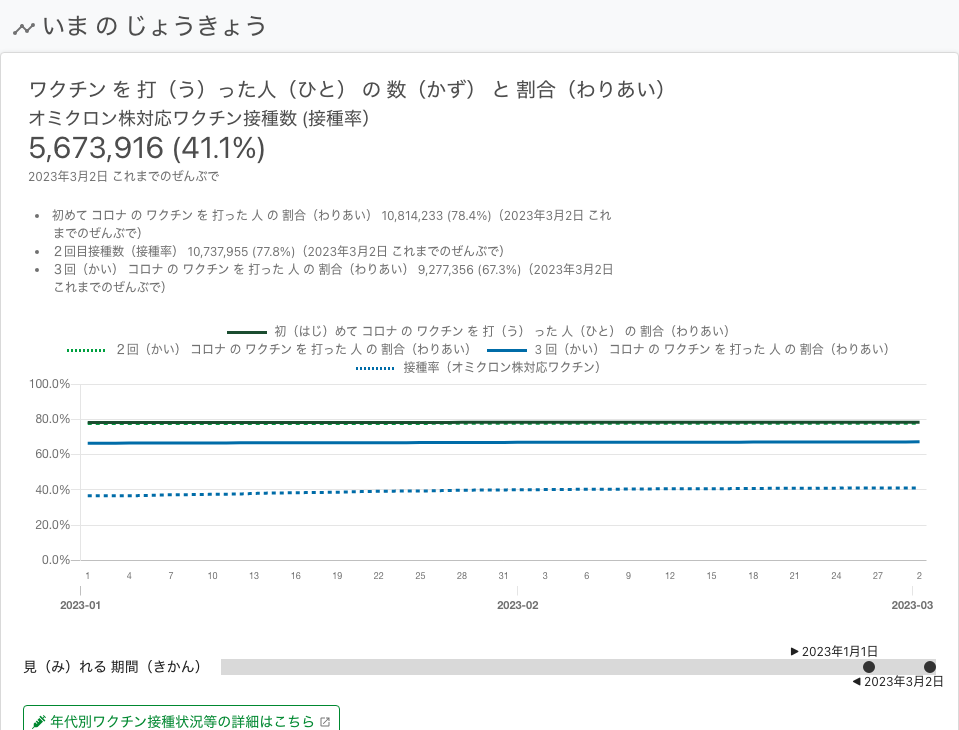 いま の じょうきょう
ワクチン を 打（う）った人（ひと） の 数（かず） と 割合（わりあい）
オミクロン株対応ワクチン接種数 (接種率)
5,673,916 (41.1%)
2023年3月2日 これまでのぜんぶで
• 初めて コロナ の ワクチン を 打った 人 の 割合（わりあい） 10,814,233 (78.4%)（2023年3月2日 これ
までのぜんぶで）
• ２回目接種数（接種率） 10,737,955 (77.8%)（2023年3月2日 これまでのぜんぶで）
• ３回（かい） コロナ の ワクチン を 打った 人 の 割合（わりあい） 9,277,356 (67.3%)（2023年3月2日
これまでのぜんぶで）
初（はじ）めて コロナ の ワクチン を 打（う） った 人（ひと） の 割合（わりあい）
２回（かい） コロナ の ワクチン を 打った 人 の 割合（わりあい） ３回（かい） コロナ の ワクチン を 打った 人 の 割合（わりあい）
接種率（オミクロン株対応ワクチン）
100.0%
80.0%
60.0%
40.0%
20.0%
0.0%
1 4 7 10 13 16 19 22 25 28 31 3 6 9 12 15 18 21 24 27 2
2023-01 2023-02 2023-03
▶ 2023年1月1日
見（み）れる 期間（きかん）
◀ 2023年3月2日
年代別ワクチン接種状況等の詳細はこちら